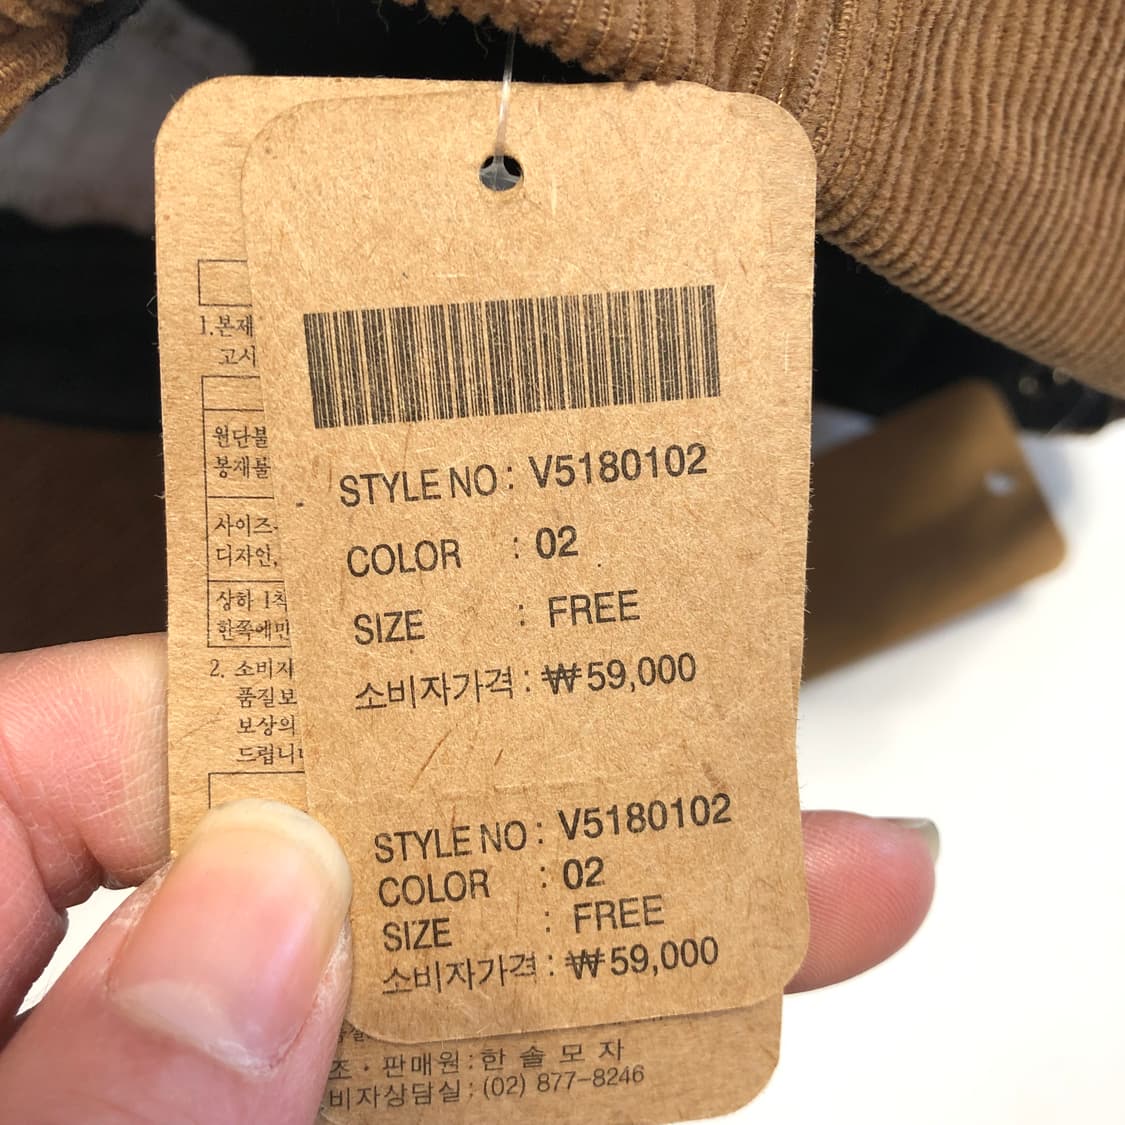 1.본제
고시
원단불
봉재불
사이즈·
디자인,
상하 1착
한쪽에만
2. 소비자
품질보
보상의
드립니
STYLE NO : V5180102
COLOR : 02
SIZE : FREE
소비자가격 : ₩59,000
STYLE NO : V5180102
COLOR : 02
SIZE : FREE
소비자가격 : ₩59,000
조 · 판매원 : 한 솔 모 자
비자상담실 : (02) 877-8246